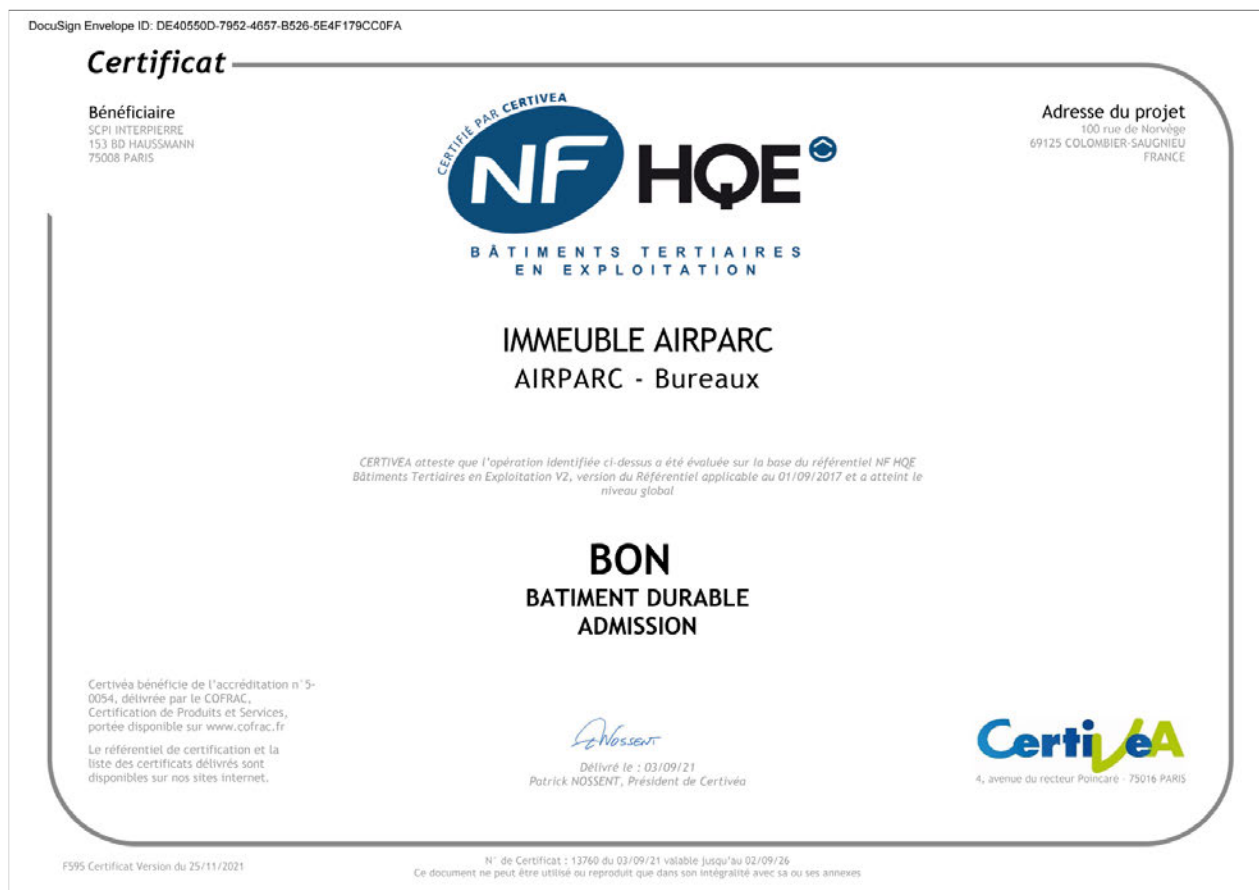 DocuSign Envelope ID: DE40550D-7952-4657-B526-5E4F179CC0FA
Certificat
Bénéficiaire
SCPI INTERPIERRE
153 BD HAUSSMANN
75008 PARIS
CERTIFIÉ PAR CERTIVEA
NF HQE
BÂTIMENTS TERTIAIRES
EN EXPLOITATION
Adresse du projet
100 rue de Norvège
69125 COLOMBIER-SAUGNIEU
FRANCE
IMMEUBLE AIRPARC
AIRPARC - Bureaux
CERTIVEA atteste que l'opération identifiée ci-dessus a été évaluée sur la base du référentiel NF HQE
Bâtiments Tertiaires en Exploitation V2, version du Référentiel applicable au 01/09/2017 et a atteint le
niveau global
BON
BATIMENT DURABLE
ADMISSION
Certivéa bénéficie de l'accréditation n°5-
0054, délivrée par le COFRAC,
Certification de Produits et Services,
portée disponible sur www.cofrac.fr
Le référentiel de certification et la
liste des certificats délivrés sont
disponibles sur nos sites internet.
Nossent
Délivré le : 03/09/21
Patrick NOSSENT, Président de Certivéa
CertiVeA
4, avenue du recteur Poincaré - 75016 PARIS
F595 Certificat Version du 25/11/2021
N° de Certificat : 13760 du 03/09/21 valable jusqu'au 02/09/26
Ce document ne peut être utilisé ou reproduit que dans son intégralité avec sa ou ses annexes